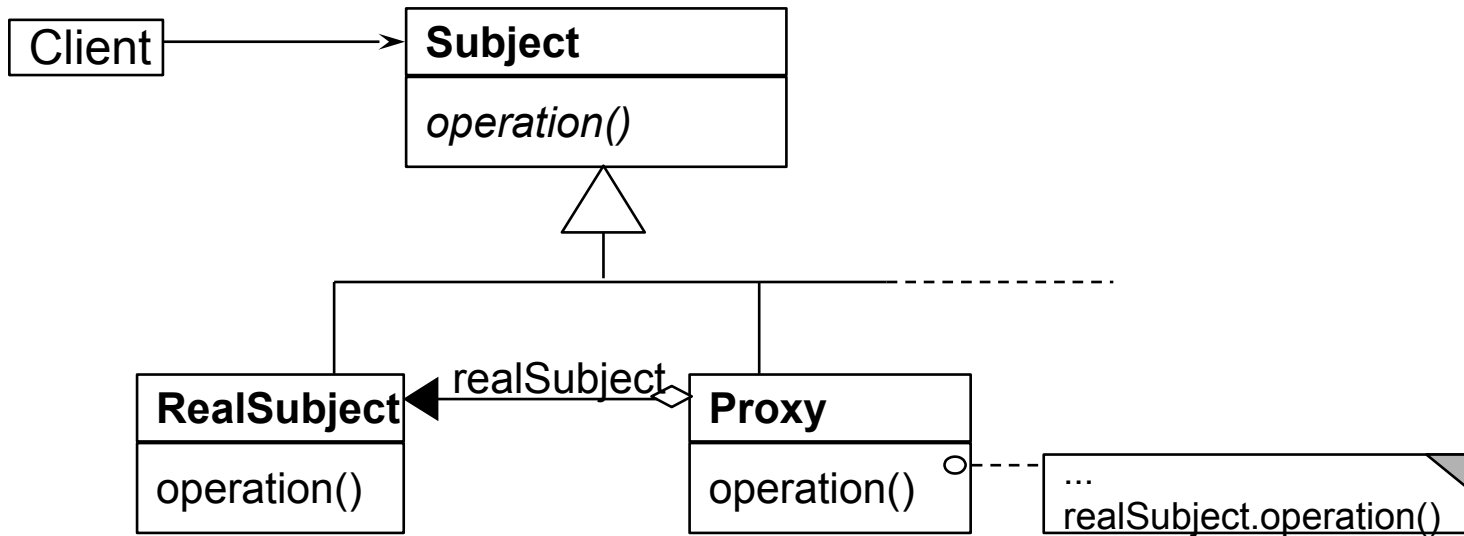 Client
Subject
operation()
realSubject
RealSubject
Proxy
operation()
operation()
...
realSubject.operation()